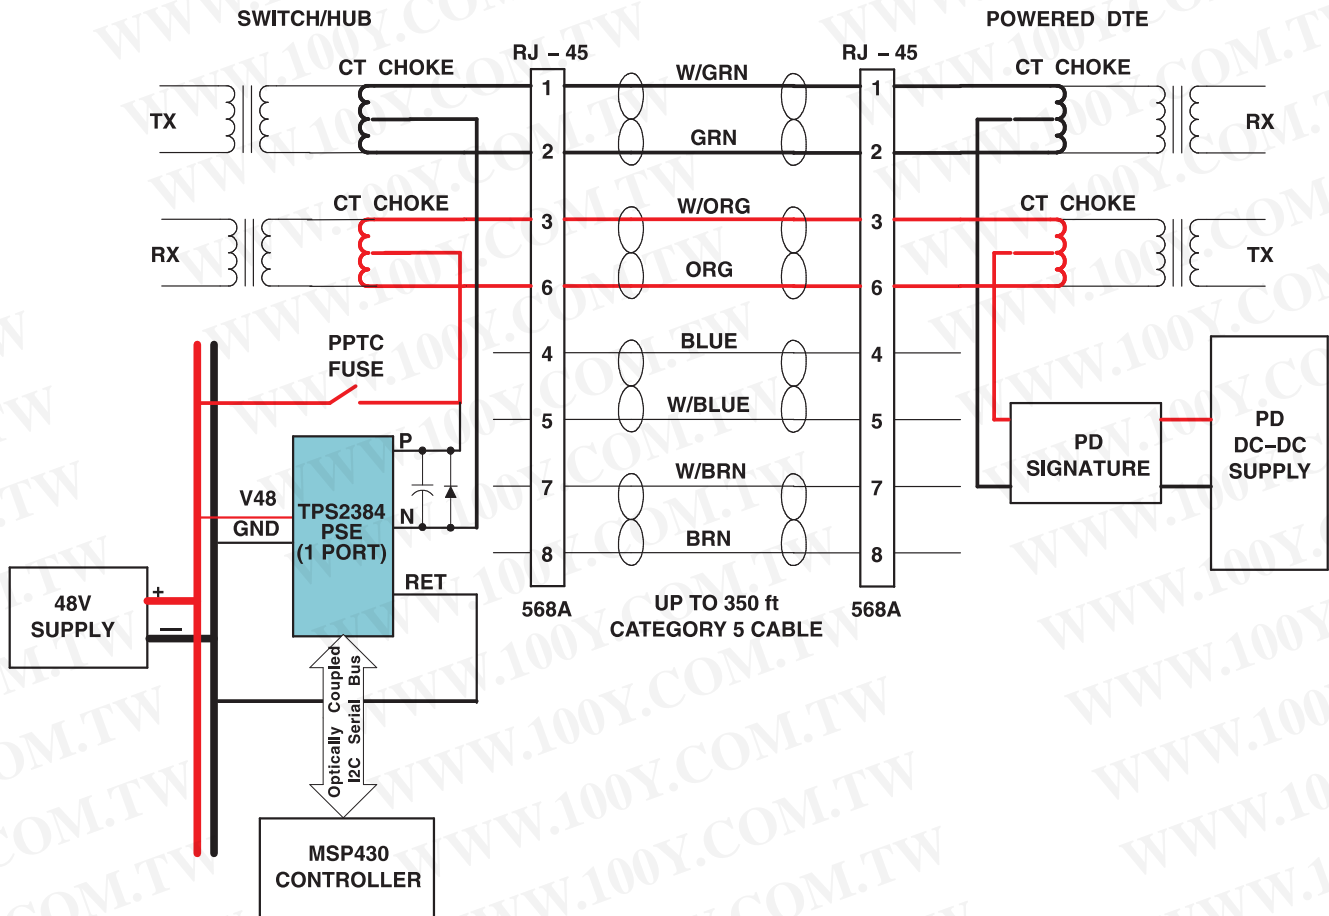 SWITCH/HUB
POWERED DTE
RJ – 45
RJ – 45
CT CHOKE
W/GRN
CT CHOKE
1
1
TX
RX
GRN
2
2
CT CHOKE
W/ORG
CT CHOKE
3
3
RX
ORG
TX
6
6
PPTC
FUSE
BLUE
4
4
W/BLUE
5
5
P
PD
SIGNATURE
PD
DC–DC
SUPPLY
W/BRN
7
7
V48
GND
N
TPS2384
PSE
(1 PORT)
BRN
8
8
RET
48V
SUPPLY
+
—
568A
UP TO 350 ft
CATEGORY 5 CABLE
568A
Optically Coupled
I2C Serial Bus
MSP430
CONTROLLER
WWW.100Y.COM.TW